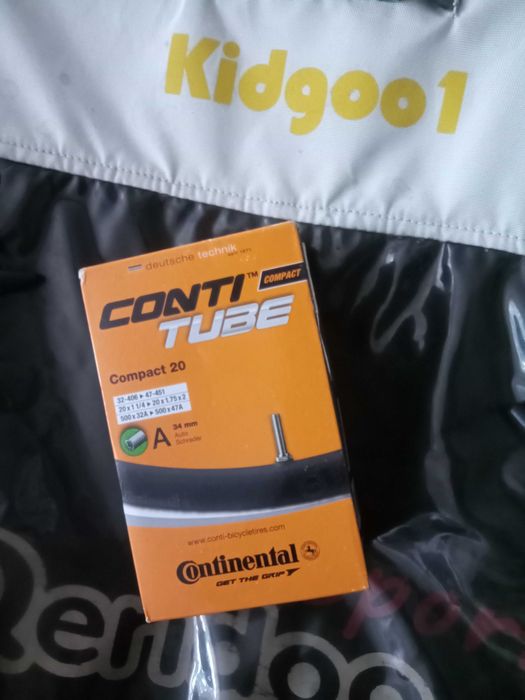 Kidgoo1
deutsche technik
CONTI™ COMPACT
TUBE
Compact 20
32-406 ▸ 47-451
20 x 1 1/4 ▸ 20 x 1.75 x 2
500 x 32A ▸ 500 x 47A
A 34 mm
Auto
Schrader
www.conti-bicycletires.com
Continental
GET THE GRIP